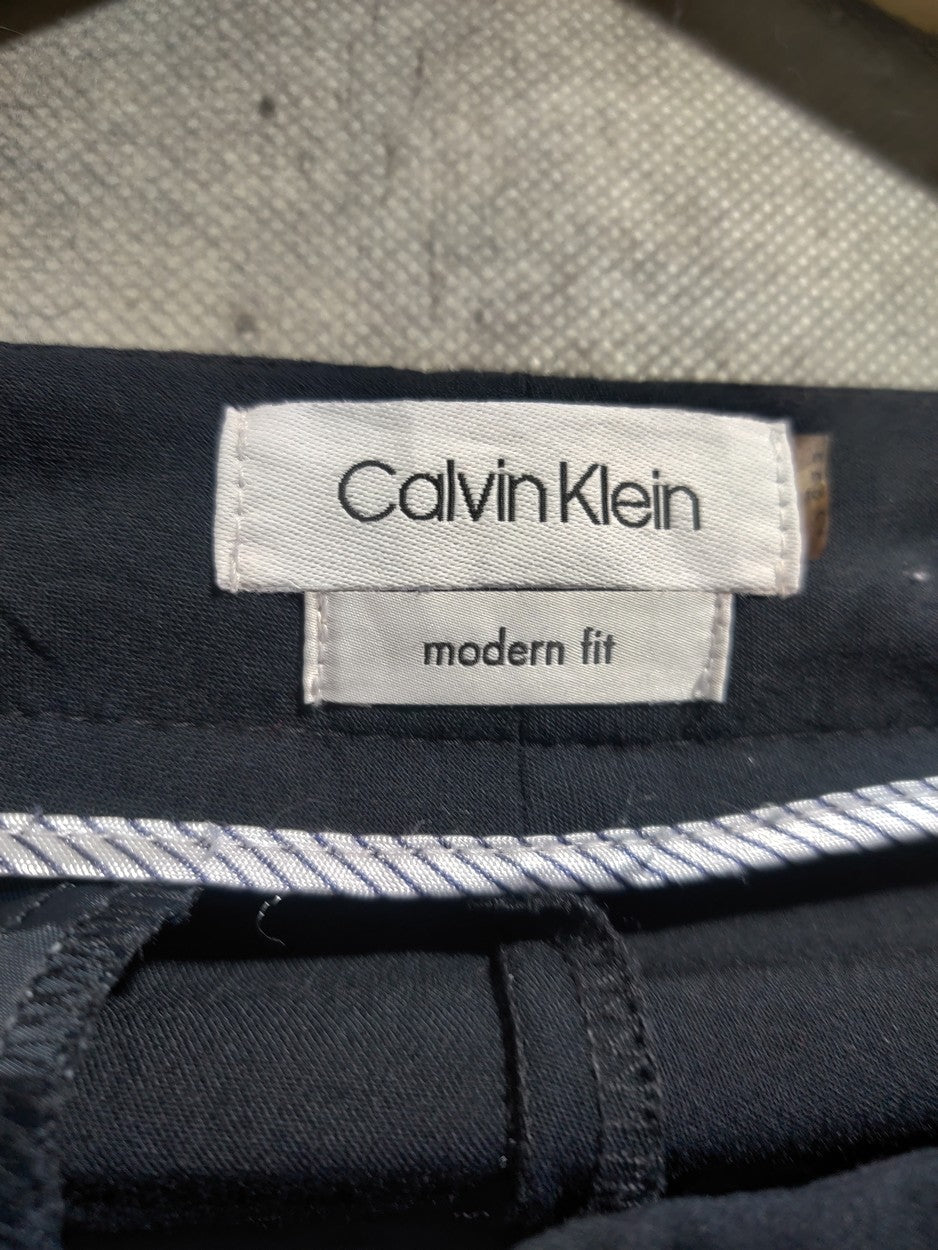 Calvin Klein
modern fit